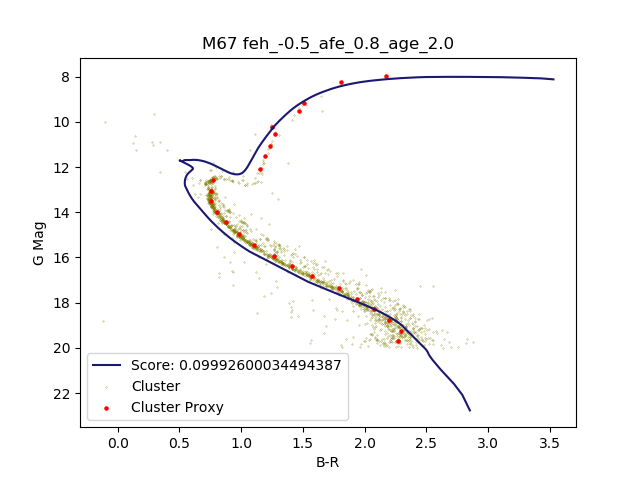 M67 feh_-0.5_afe_0.8_age_2.0
8
10
12
14
16
18
20
22
G Mag
Score: 0.09992600034494387
Cluster
Cluster Proxy
0.0 0.5 1.0 1.5 2.0 2.5 3.0 3.5
B-R